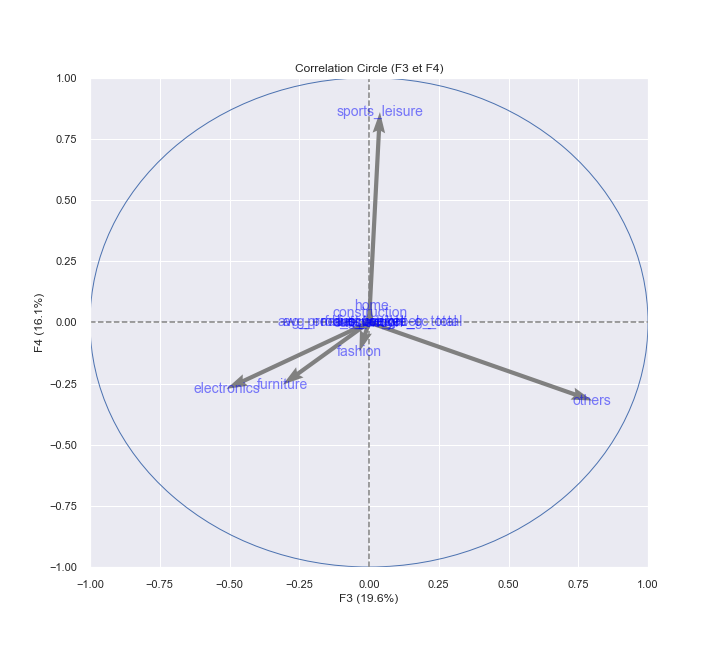 Correlation Circle (F3 et F4)
1.00
0.75
0.50
0.25
0.00
−0.25
−0.50
−0.75
−1.00
F4 (16.1%)
sports_leisure
home
construction
fashion
electronics
furniture
others
−1.00
−0.75
−0.50
−0.25
0.00
0.25
0.50
0.75
1.00
F3 (19.6%)